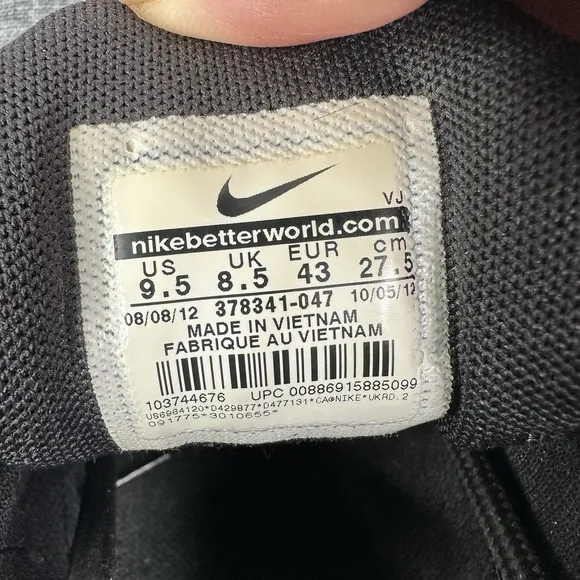 VJ
nikebetterworld.com
US UK EUR cm
9.5 8.5 43 27.5
08/08/12 378341-047 10/05/12
MADE IN VIETNAM
FABRIQUE AU VIETNAM
103744676 UPC 00886915885099
US6964120*D429877*D477131*CA@NIKE*UKRD.2
091775*3010655*